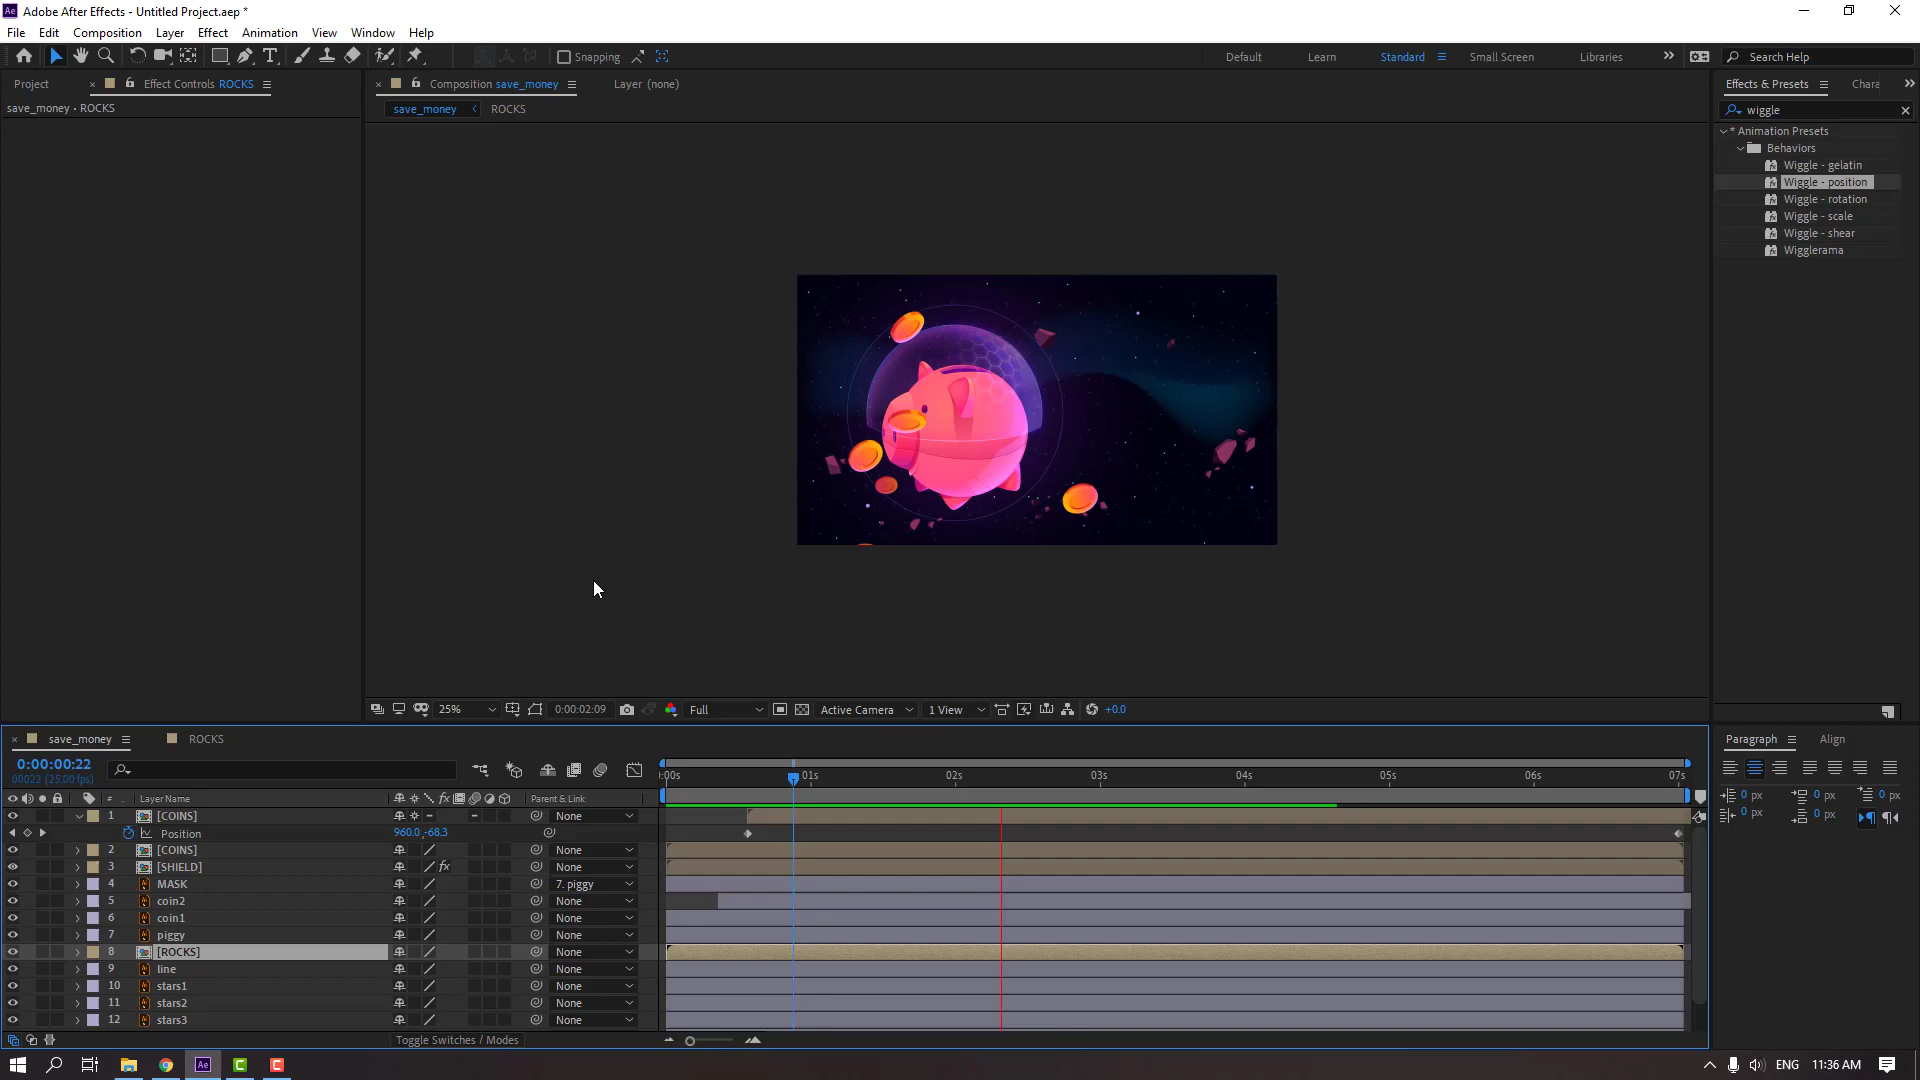 Adobe After Effects - Untitled Project.aep *
File Edit Composition Layer Effect Animation View Window Help
Snapping Default Learn Standard Small Screen Libraries Search Help
Project Effect Controls ROCKS Composition save_money Layer (none) Effects & Presets Chara
save_money • ROCKS
save_money ROCKS
wiggle
* Animation Presets
Behaviors
Wiggle - gelatin
Wiggle - position
Wiggle - rotation
Wiggle - scale
Wiggle - shear
Wigglerama
25% 0:00:02:09 Full Active Camera 1 View +0.0
save_money ROCKS
Paragraph Align
0:00:00:22
00022 (25.00 fps)
:00s 01s 02s 03s 04s 05s 06s 07s
# Layer Name Parent & Link
1 [COINS] None
Position 960.0,-68.3
2 [COINS] None
3 [SHIELD] fx None
4 MASK 7. piggy
5 coin2 None
6 coin1 None
7 piggy None
8 [ROCKS] None
9 line None
10 stars1 None
11 stars2 None
12 stars3 None
0 px 0 px 0 px
0 px 0 px
Toggle Switches / Modes
ENG 11:36 AM